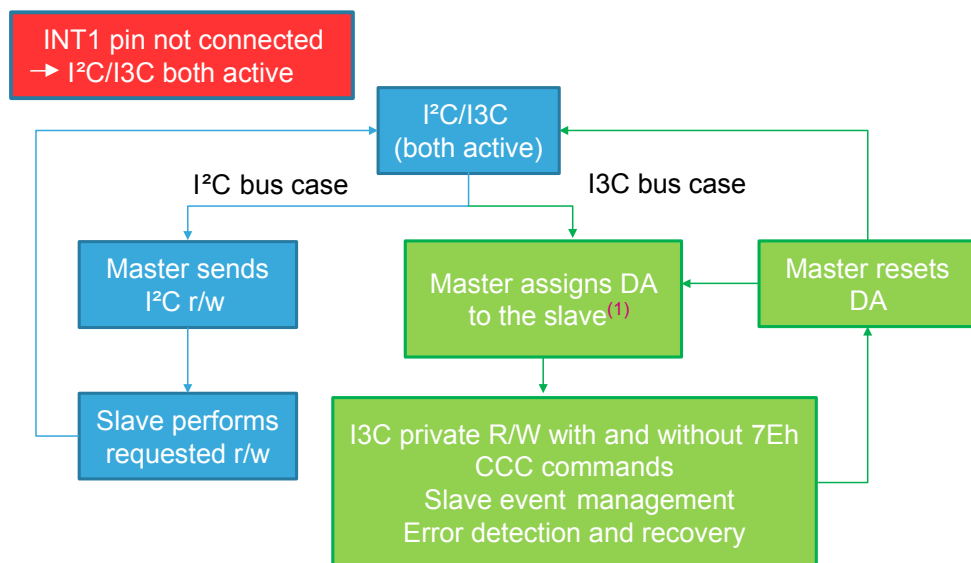 INT1 pin not connected
→ I²C/I3C both active
I²C/I3C
(both active)
I²C bus case
I3C bus case
Master sends
I²C r/w
Master assigns DA
to the slave(1)
Master resets
DA
Slave performs
requested r/w
I3C private R/W with and without 7Eh
CCC commands
Slave event management
Error detection and recovery